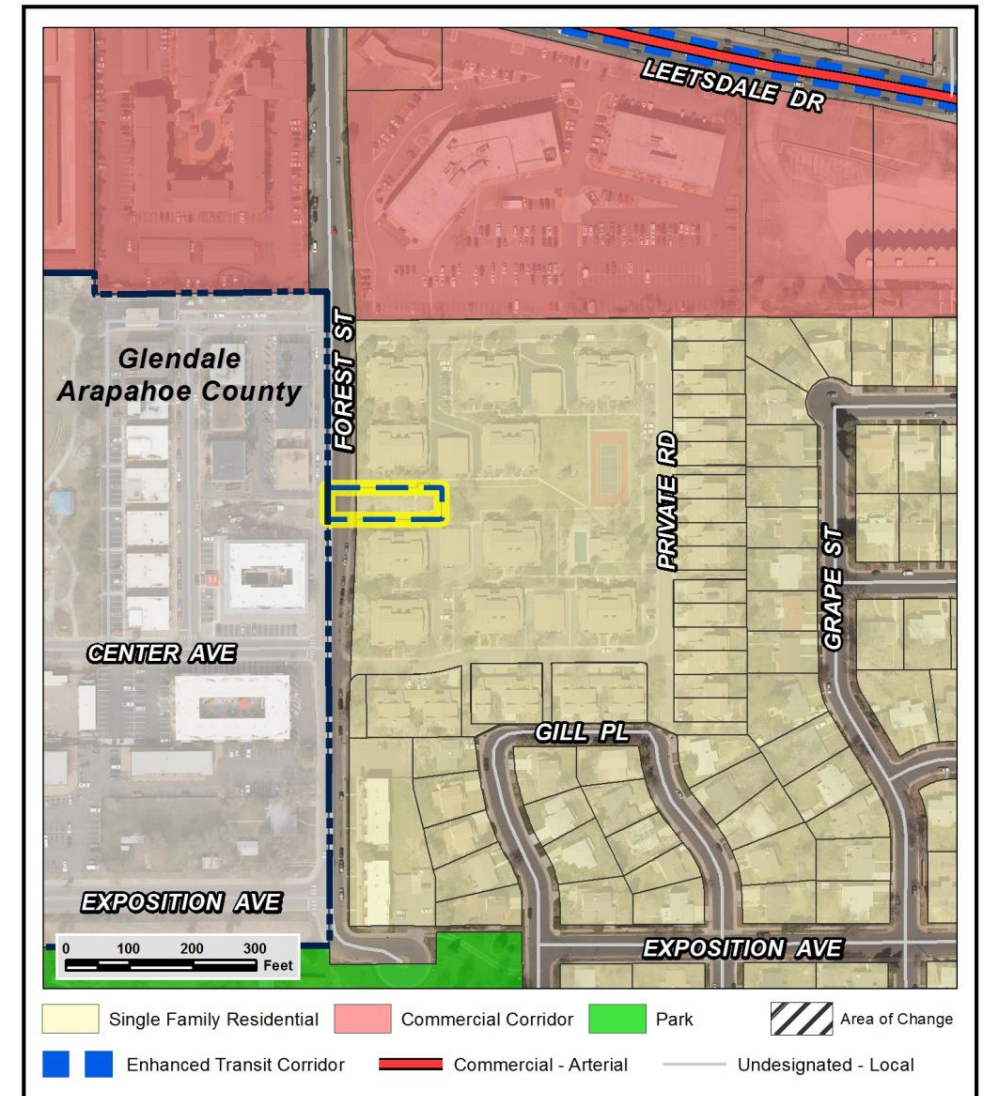 LEETSDALE DR
Glendale
Arapahoe County
FOREST ST
PRIVATE RD
GRAPE ST
CENTER AVE
GILL PL
EXPOSITION AVE
EXPOSITION AVE
0 100 200 300
Feet
Single Family Residential Commercial Corridor Park Area of Change
Enhanced Transit Corridor Commercial - Arterial Undesignated - Local